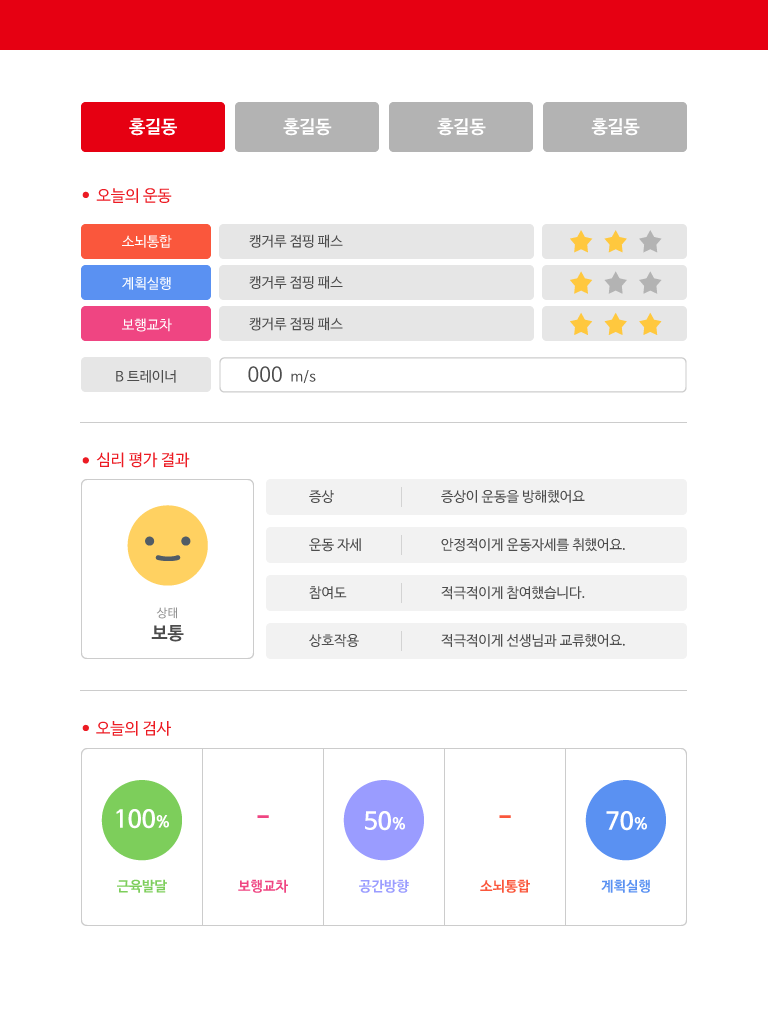 홍길동 홍길동 홍길동 홍길동
• 오늘의 운동
소뇌통합 캥거루 점핑 패스
계획실행 캥거루 점핑 패스
보행교차 캥거루 점핑 패스
B 트레이너 000 m/s
• 심리 평가 결과
상태
보통
증상 증상이 운동을 방해했어요
운동 자세 안정적이게 운동자세를 취했어요.
참여도 적극적이게 참여했습니다.
상호작용 적극적이게 선생님과 교류했어요.
• 오늘의 검사
100% - 50% - 70%
근육발달 보행교차 공간방향 소뇌통합 계획실행